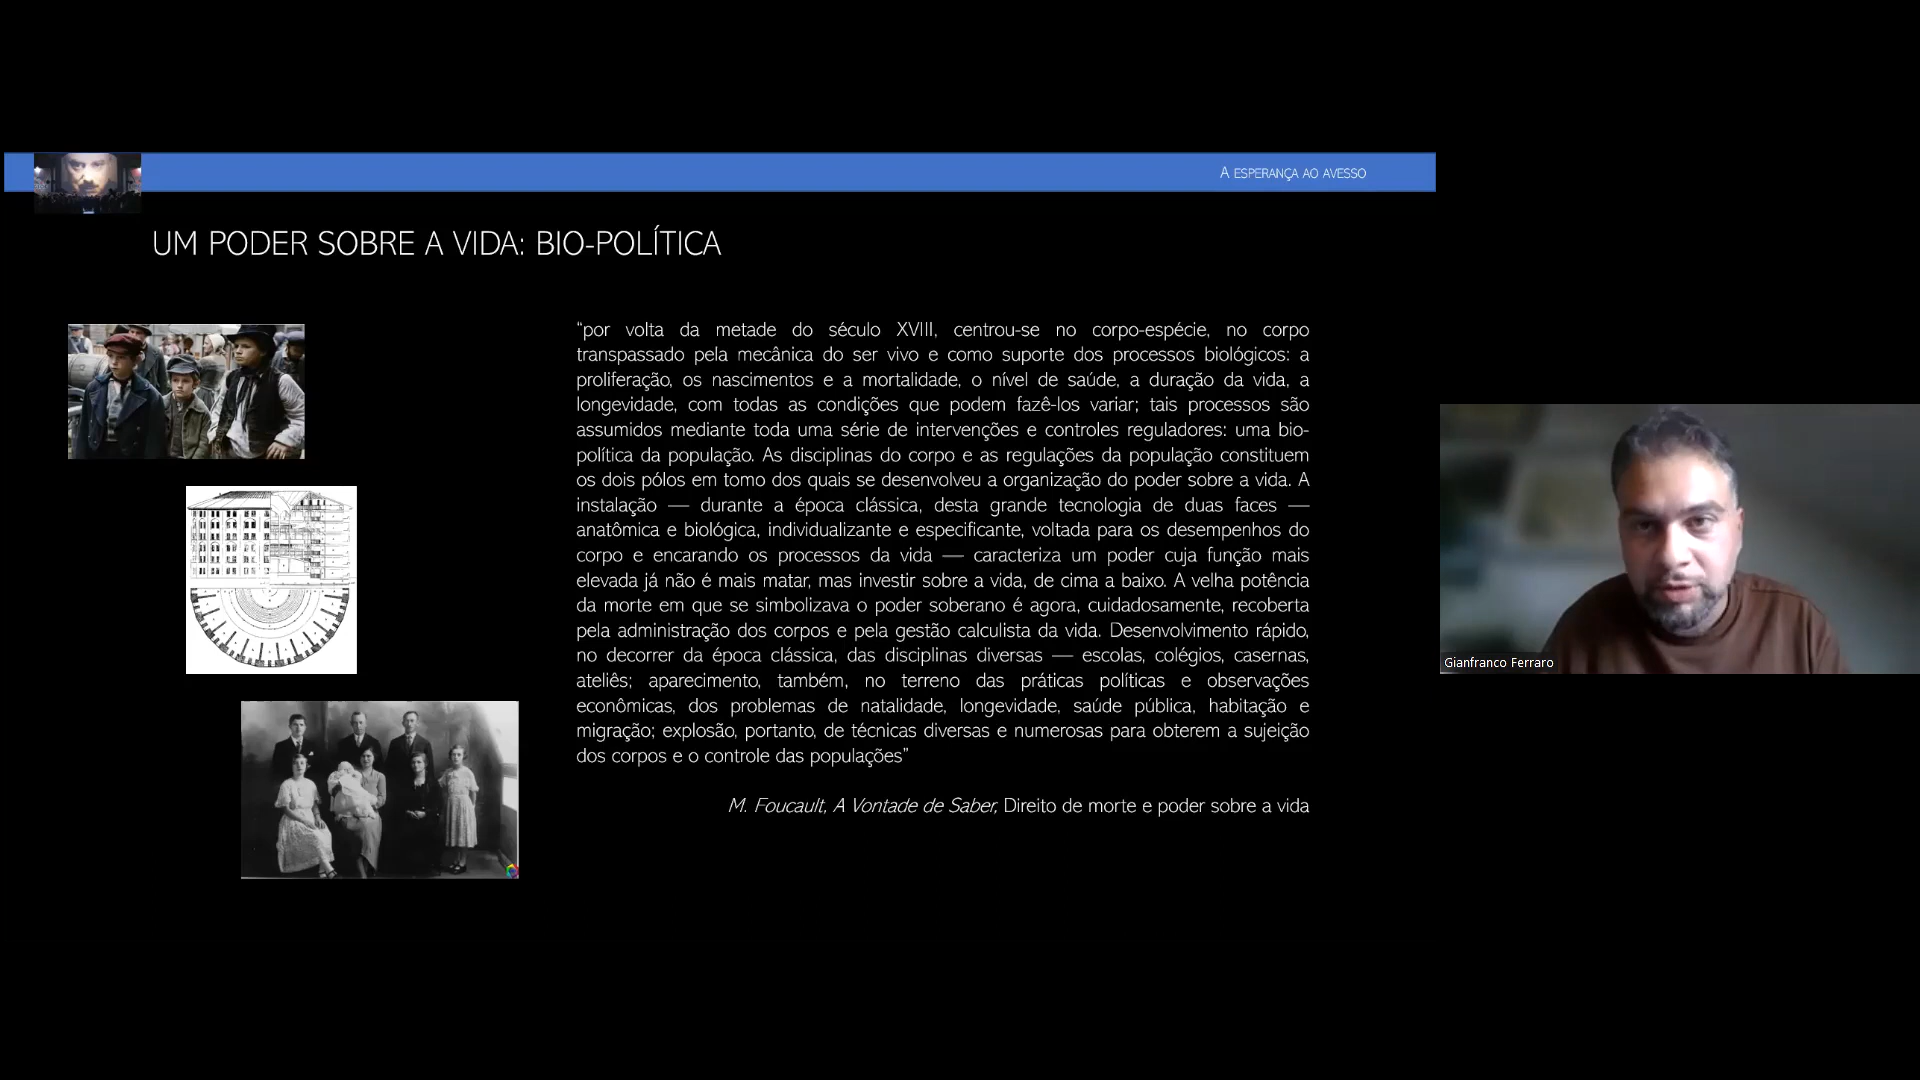 A ESPERANÇA AO AVESSO
UM PODER SOBRE A VIDA: BIO-POLÍTICA
“por volta da metade do século XVIII, centrou-se no corpo-espécie, no corpo
transpassado pela mecânica do ser vivo e como suporte dos processos biológicos: a
proliferação, os nascimentos e a mortalidade, o nível de saúde, a duração da vida, a
longevidade, com todas as condições que podem fazê-los variar; tais processos são
assumidos mediante toda uma série de intervenções e controles reguladores: uma bio-
política da população. As disciplinas do corpo e as regulações da população constituem
os dois pólos em tomo dos quais se desenvolveu a organização do poder sobre a vida. A
instalação — durante a época clássica, desta grande tecnologia de duas faces —
anatômica e biológica, individualizante e especificante, voltada para os desempenhos do
corpo e encarando os processos da vida — caracteriza um poder cuja função mais
elevada já não é mais matar, mas investir sobre a vida, de cima a baixo. A velha potência
da morte em que se simbolizava o poder soberano é agora, cuidadosamente, recoberta
pela administração dos corpos e pela gestão calculista da vida. Desenvolvimento rápido,
no decorrer da época clássica, das disciplinas diversas — escolas, colégios, casernas,
ateliês; aparecimento, também, no terreno das práticas políticas e observações
econômicas, dos problemas de natalidade, longevidade, saúde pública, habitação e
migração; explosão, portanto, de técnicas diversas e numerosas para obterem a sujeição
dos corpos e o controle das populações”
M. Foucault, A Vontade de Saber, Direito de morte e poder sobre a vida
Gianfranco Ferraro